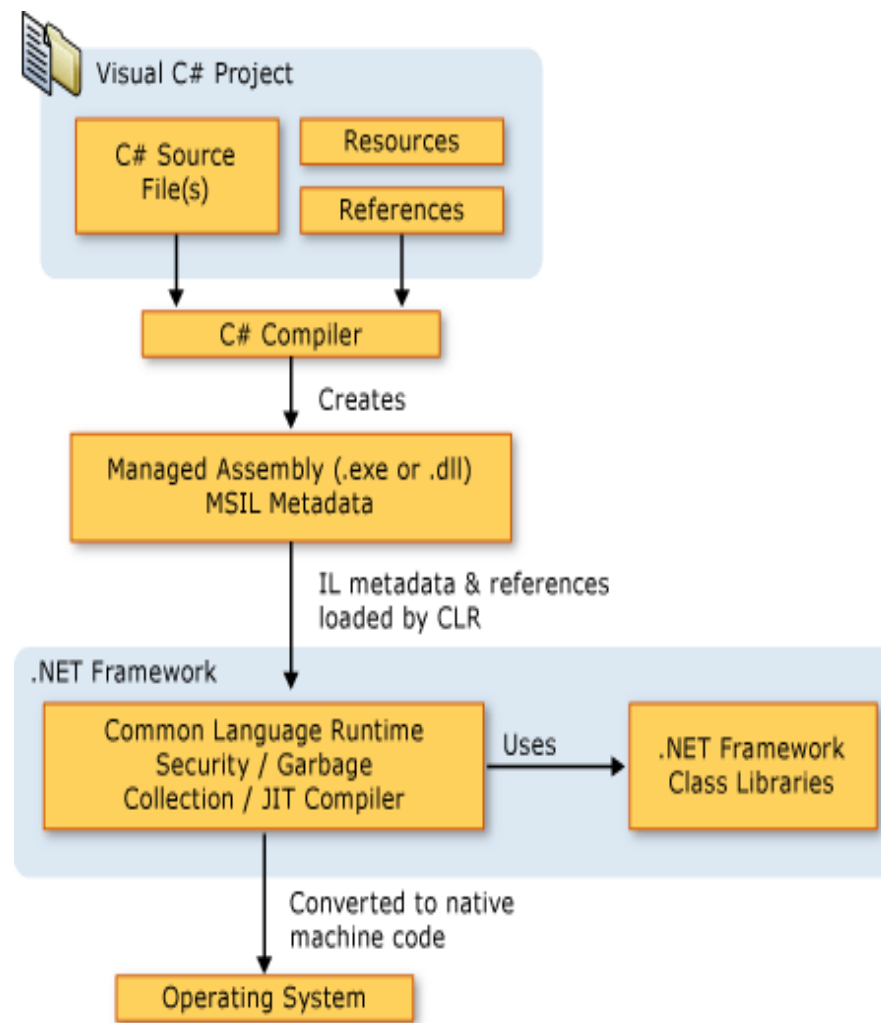 Visual C# Project
C# Source
File(s)
Resources
References
C# Compiler
Creates
Managed Assembly (.exe or .dll)
MSIL Metadata
IL metadata & references
loaded by CLR
.NET Framework
Common Language Runtime
Security / Garbage
Collection / JIT Compiler
Uses
.NET Framework
Class Libraries
Converted to native
machine code
Operating System